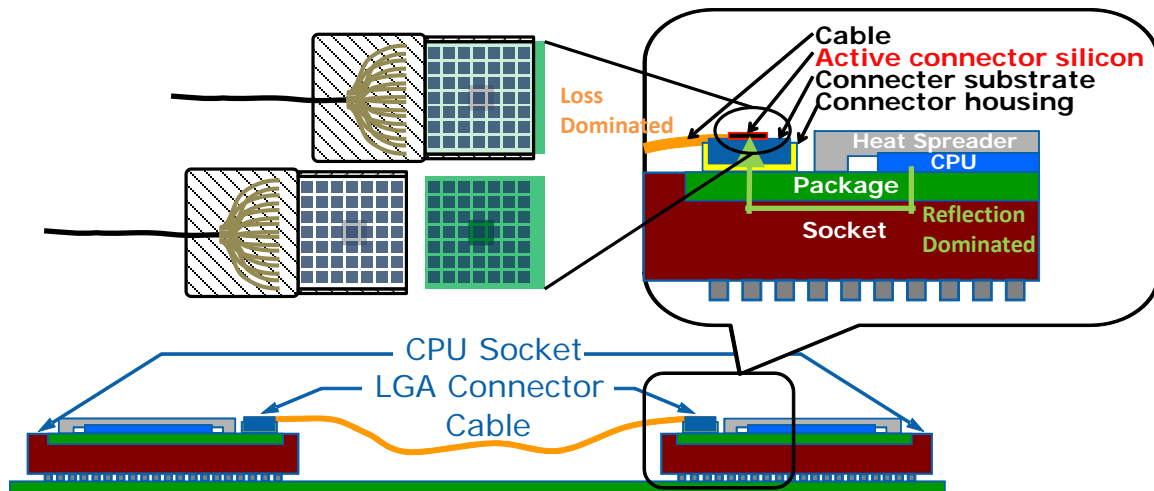 Cable
Active connector silicon
Connecter substrate
Connector housing
Loss
Dominated
Heat Spreader
CPU
Package
Reflection
Dominated
Socket
CPU Socket
LGA Connector
Cable